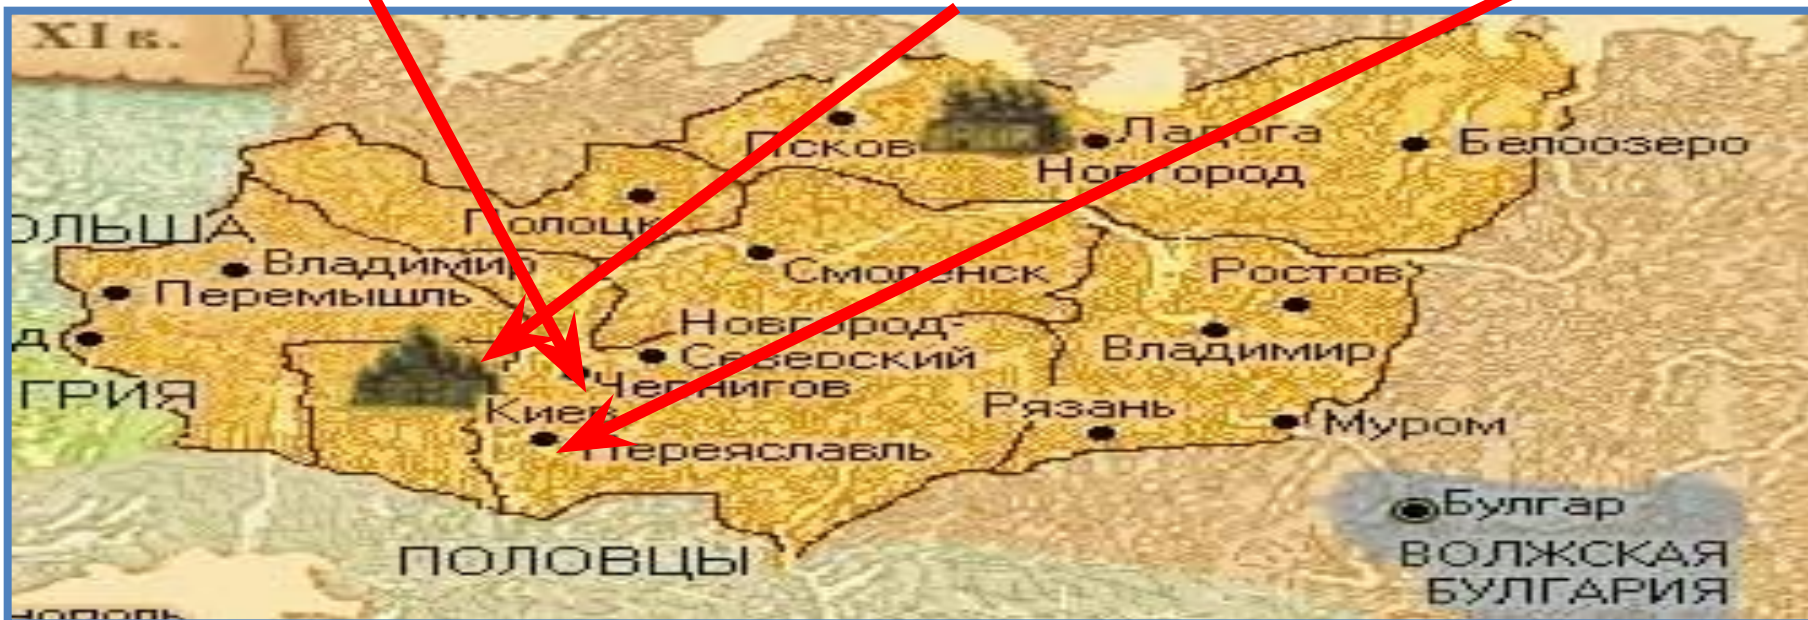 XI в.
Псков
Ладога
Новгород
Белоозеро
Полоцк
ОЛЬША
Владимир
Перемышль
Смоленск
Ростов
Новгород-
Северский
Владимир
Д
ГРИЯ
Чернигов
Киев
Рязань
Муром
Переяславль
Булгар
ПОЛОВЦЫ
ВОЛЖСКАЯ
БУЛГАРИЯ